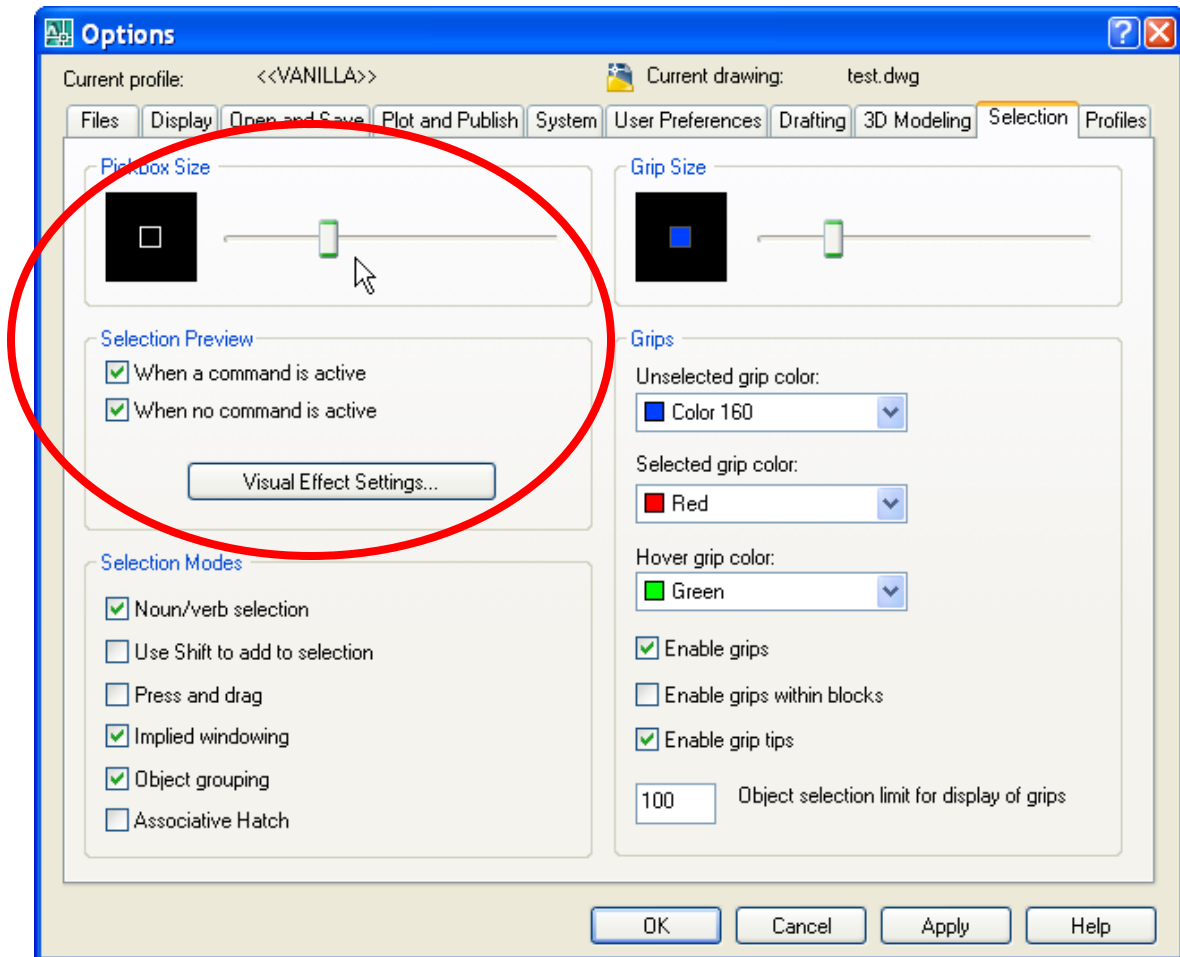 Options
Current profile: <<VANILLA>> Current drawing: test.dwg
Files Display Open and Save Plot and Publish System User Preferences Drafting 3D Modeling Selection Profiles
Pickbox Size
Grip Size
Selection Preview
When a command is active
When no command is active
Visual Effect Settings...
Selection Modes
Noun/verb selection
Use Shift to add to selection
Press and drag
Implied windowing
Object grouping
Associative Hatch
Grips
Unselected grip color:
Color 160
Selected grip color:
Red
Hover grip color:
Green
Enable grips
Enable grips within blocks
Enable grip tips
100 Object selection limit for display of grips
OK Cancel Apply Help